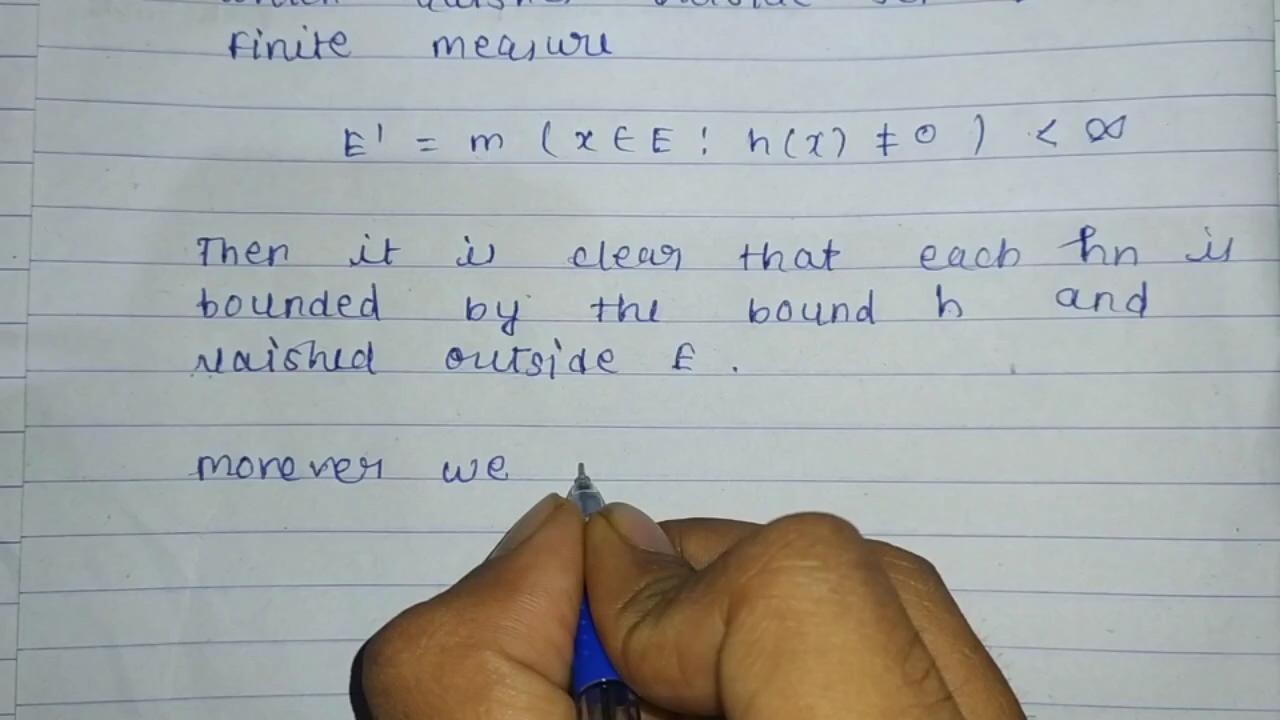 finite measure
E' = m ( x ∈ E : h(x) ≠ 0 ) < ∞
Then it is clear that each hn is
bounded by the bound h and
vaished outside E .
morever we